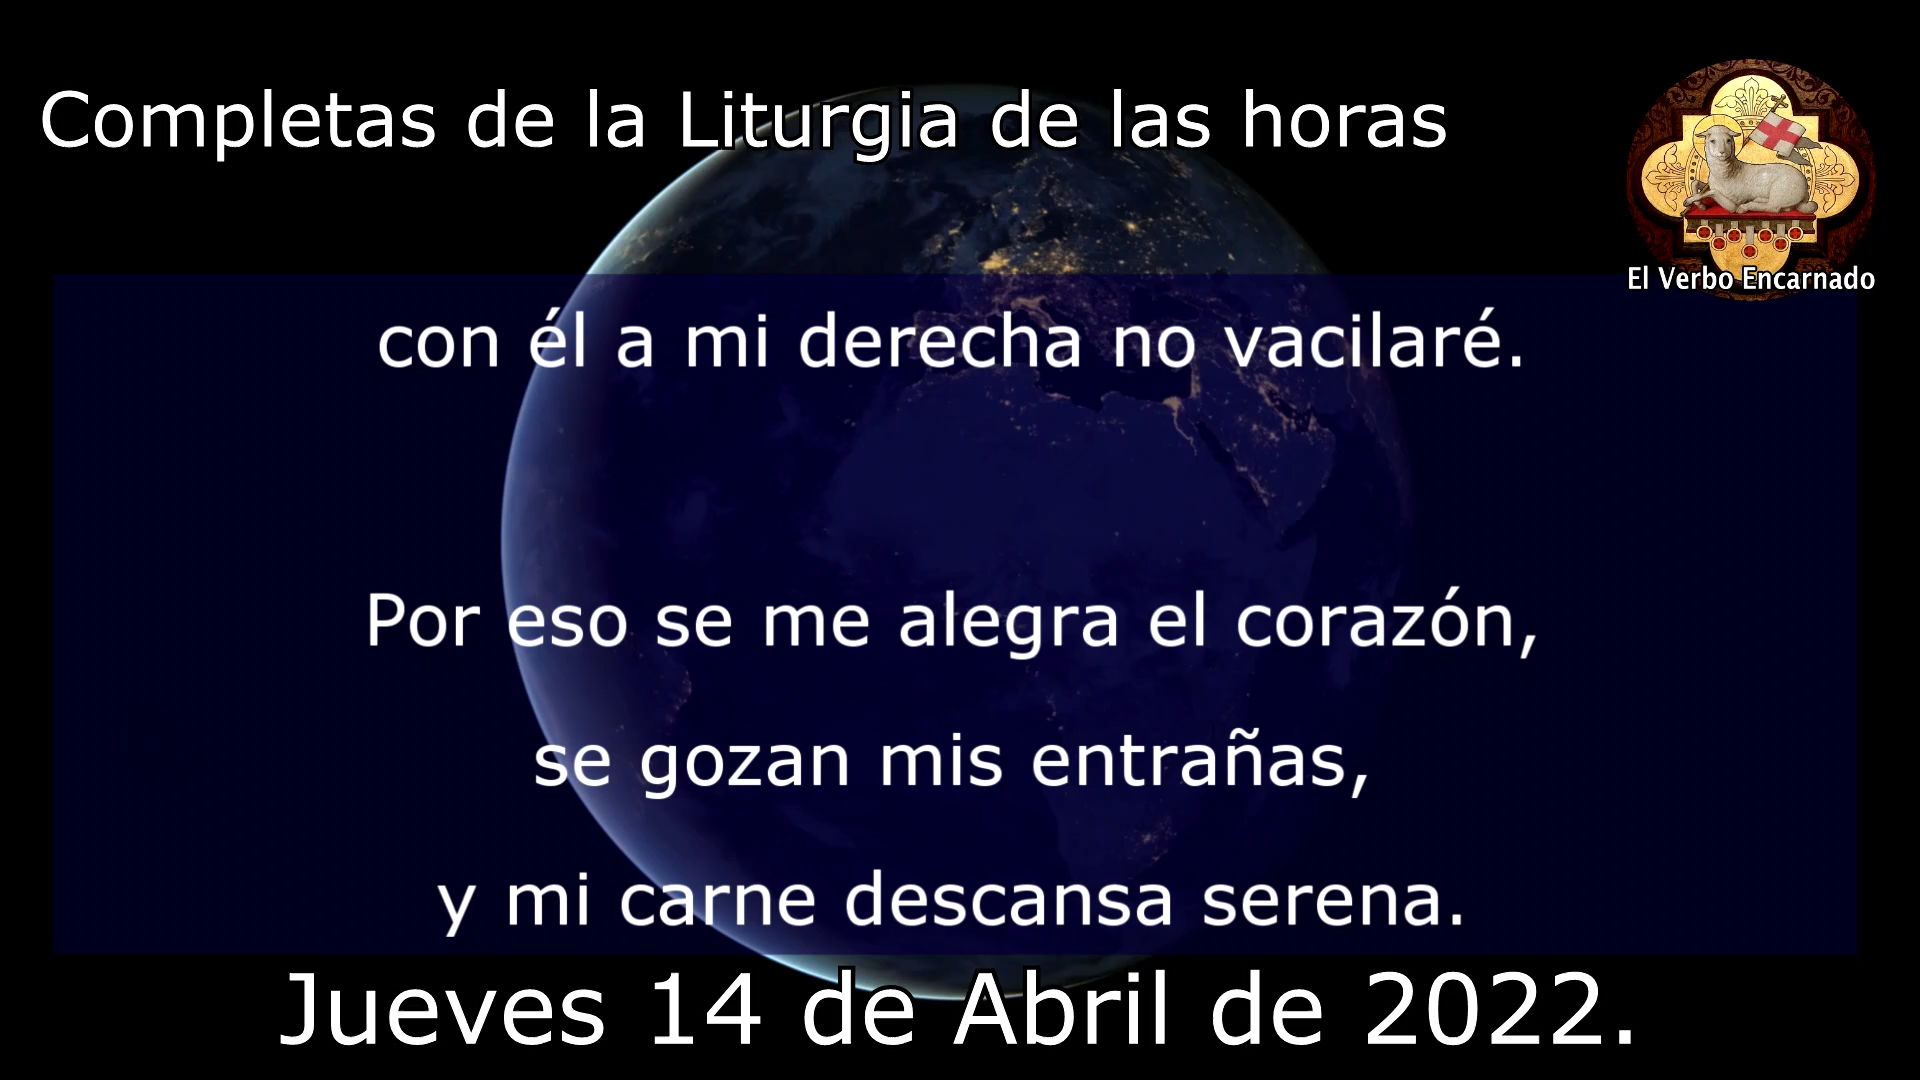 Completas de la Liturgia de las horas
El Verbo Encarnado
con él a mi derecha no vacilaré.
Por eso se me alegra el corazón,
se gozan mis entrañas,
y mi carne descansa serena.
Jueves 14 de Abril de 2022.